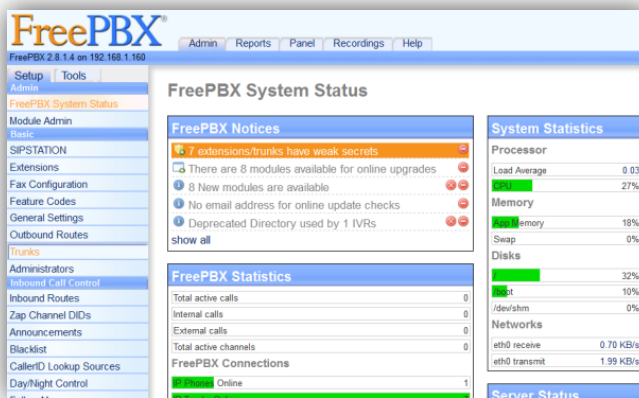 FreePBX®
Admin Reports Panel Recordings Help
FreePBX 2.8.1.4 on 192.168.1.160
Setup Tools
Admin
FreePBX System Status
Module Admin
Basic
SIPSTATION
Extensions
Fax Configuration
Feature Codes
General Settings
Outbound Routes
Trunks
Administrators
Inbound Call Control
Inbound Routes
Zap Channel DIDs
Announcements
Blacklist
CallerID Lookup Sources
Day/Night Control
FreePBX System Status
FreePBX Notices
7 extensions/trunks have weak secrets
There are 8 modules available for online upgrades
8 New modules are available
No email address for online update checks
Deprecated Directory used by 1 IVRs
show all
FreePBX Statistics
Total active calls 0
Internal calls 0
External calls 0
Total active channels 0
FreePBX Connections
IP Phones Online 1
System Statistics
Processor
Load Average 0.03
CPU 27%
Memory
App Memory 18%
Swap 0%
Disks
/ 32%
/boot 10%
/dev/shm 0%
Networks
eth0 receive 0.70 KB/s
eth0 transmit 1.99 KB/s
Server Status